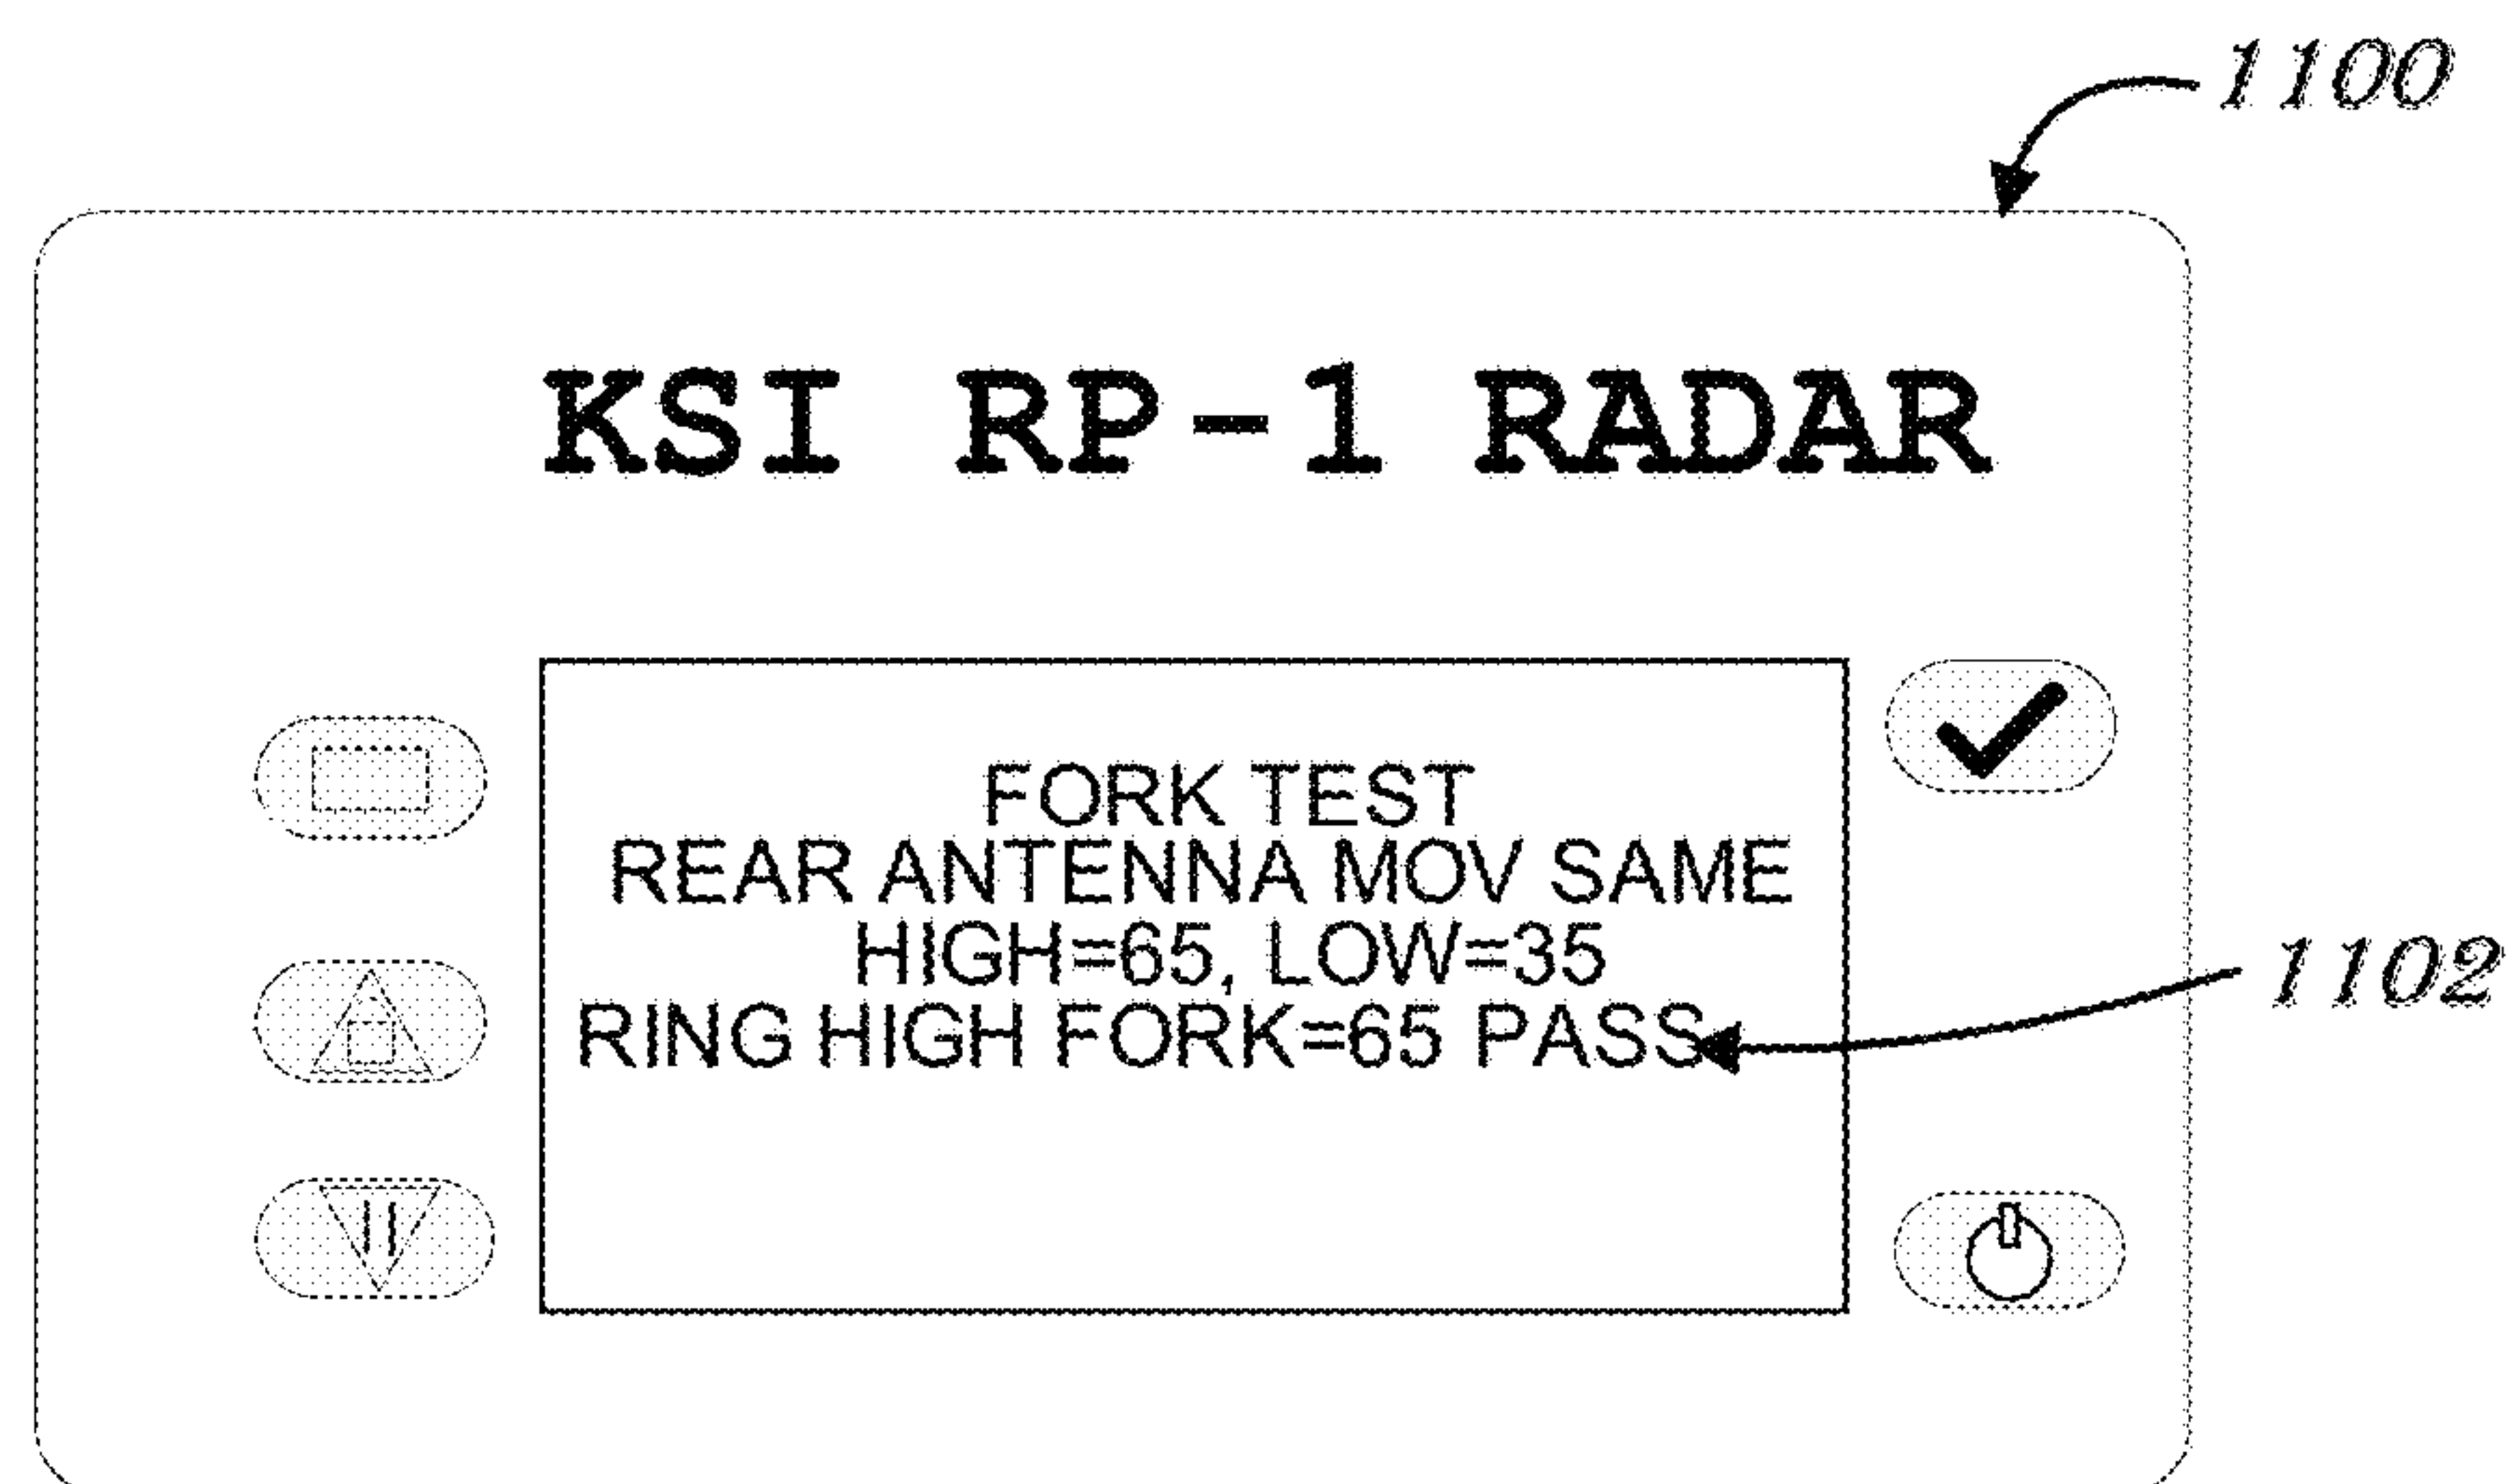 1100
KSI RP-1 RADAR
FORK TEST
REAR ANTENNA MOV SAME
HIGH=65, LOW=35
RING HIGH FORK=65 PASS
1102